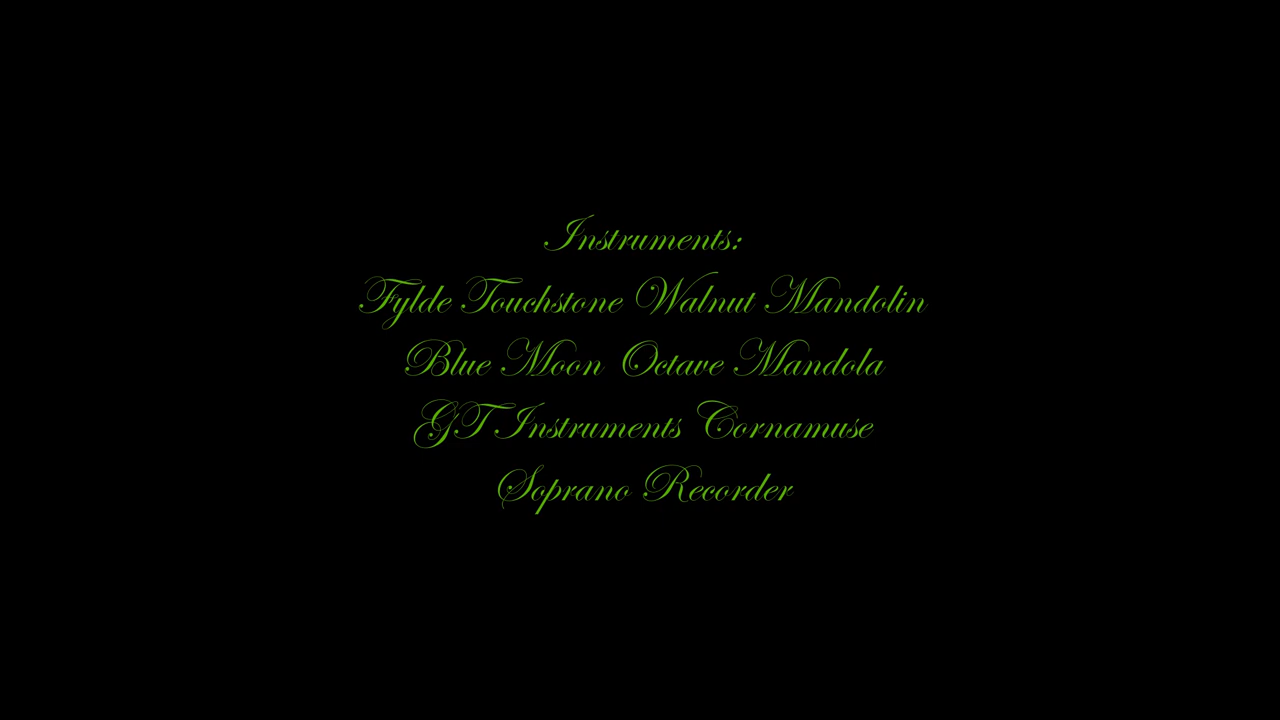 Instruments:
Fylde Touchstone Walnut Mandolin
Blue Moon Octave Mandola
GT Instruments Cornamuse
Soprano Recorder